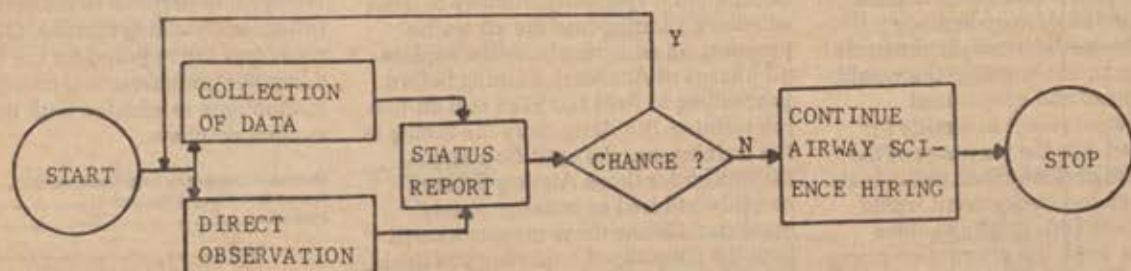 Y
COLLECTION
OF DATA
START
STATUS
REPORT
CHANGE ?
N
CONTINUE
AIRWAY SCI-
ENCE HIRING
STOP
DIRECT
OBSERVATION